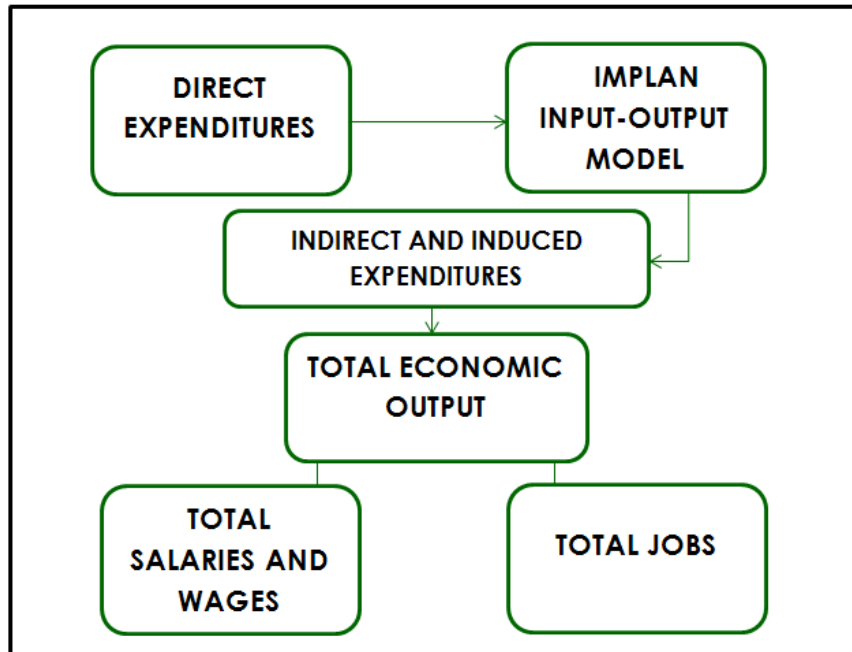 DIRECT
EXPENDITURES
IMPLAN
INPUT-OUTPUT
MODEL
INDIRECT AND INDUCED
EXPENDITURES
TOTAL ECONOMIC
OUTPUT
TOTAL
SALARIES AND
WAGES
TOTAL JOBS